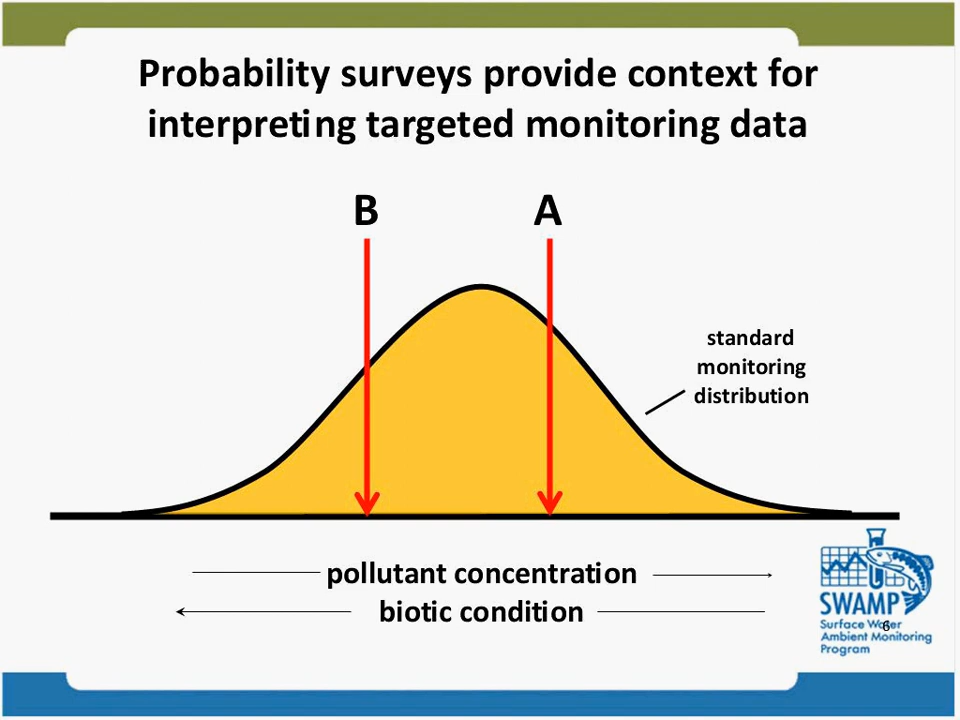 Probability surveys provide context for
interpreting targeted monitoring data
B A
standard
monitoring
distribution
pollutant concentration
biotic condition
SWAMP
Surface Water
Ambient Monitoring
Program
6